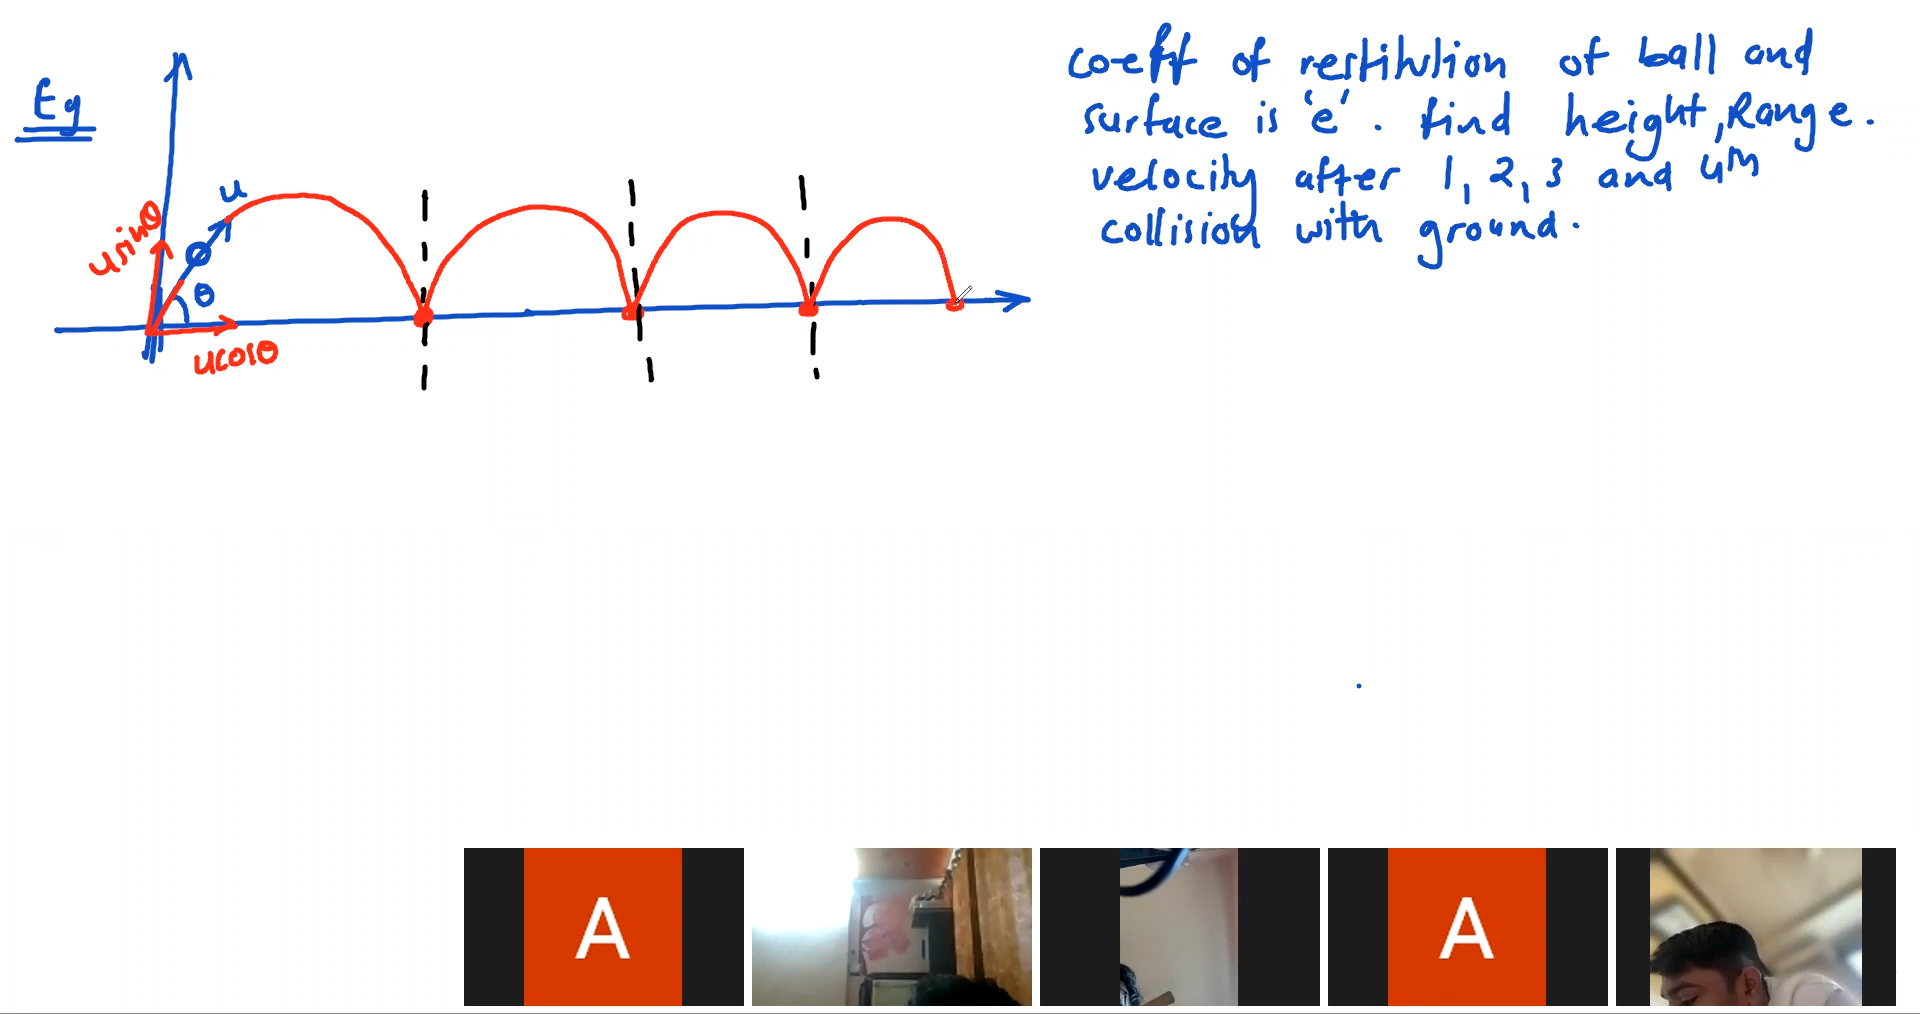 Eg
coeff of restitution of ball and
surface is 'e'. find height, Range.
velocity after 1, 2, 3 and 4th
collision with ground.
u
usinθ
θ
ucosθ
A
A